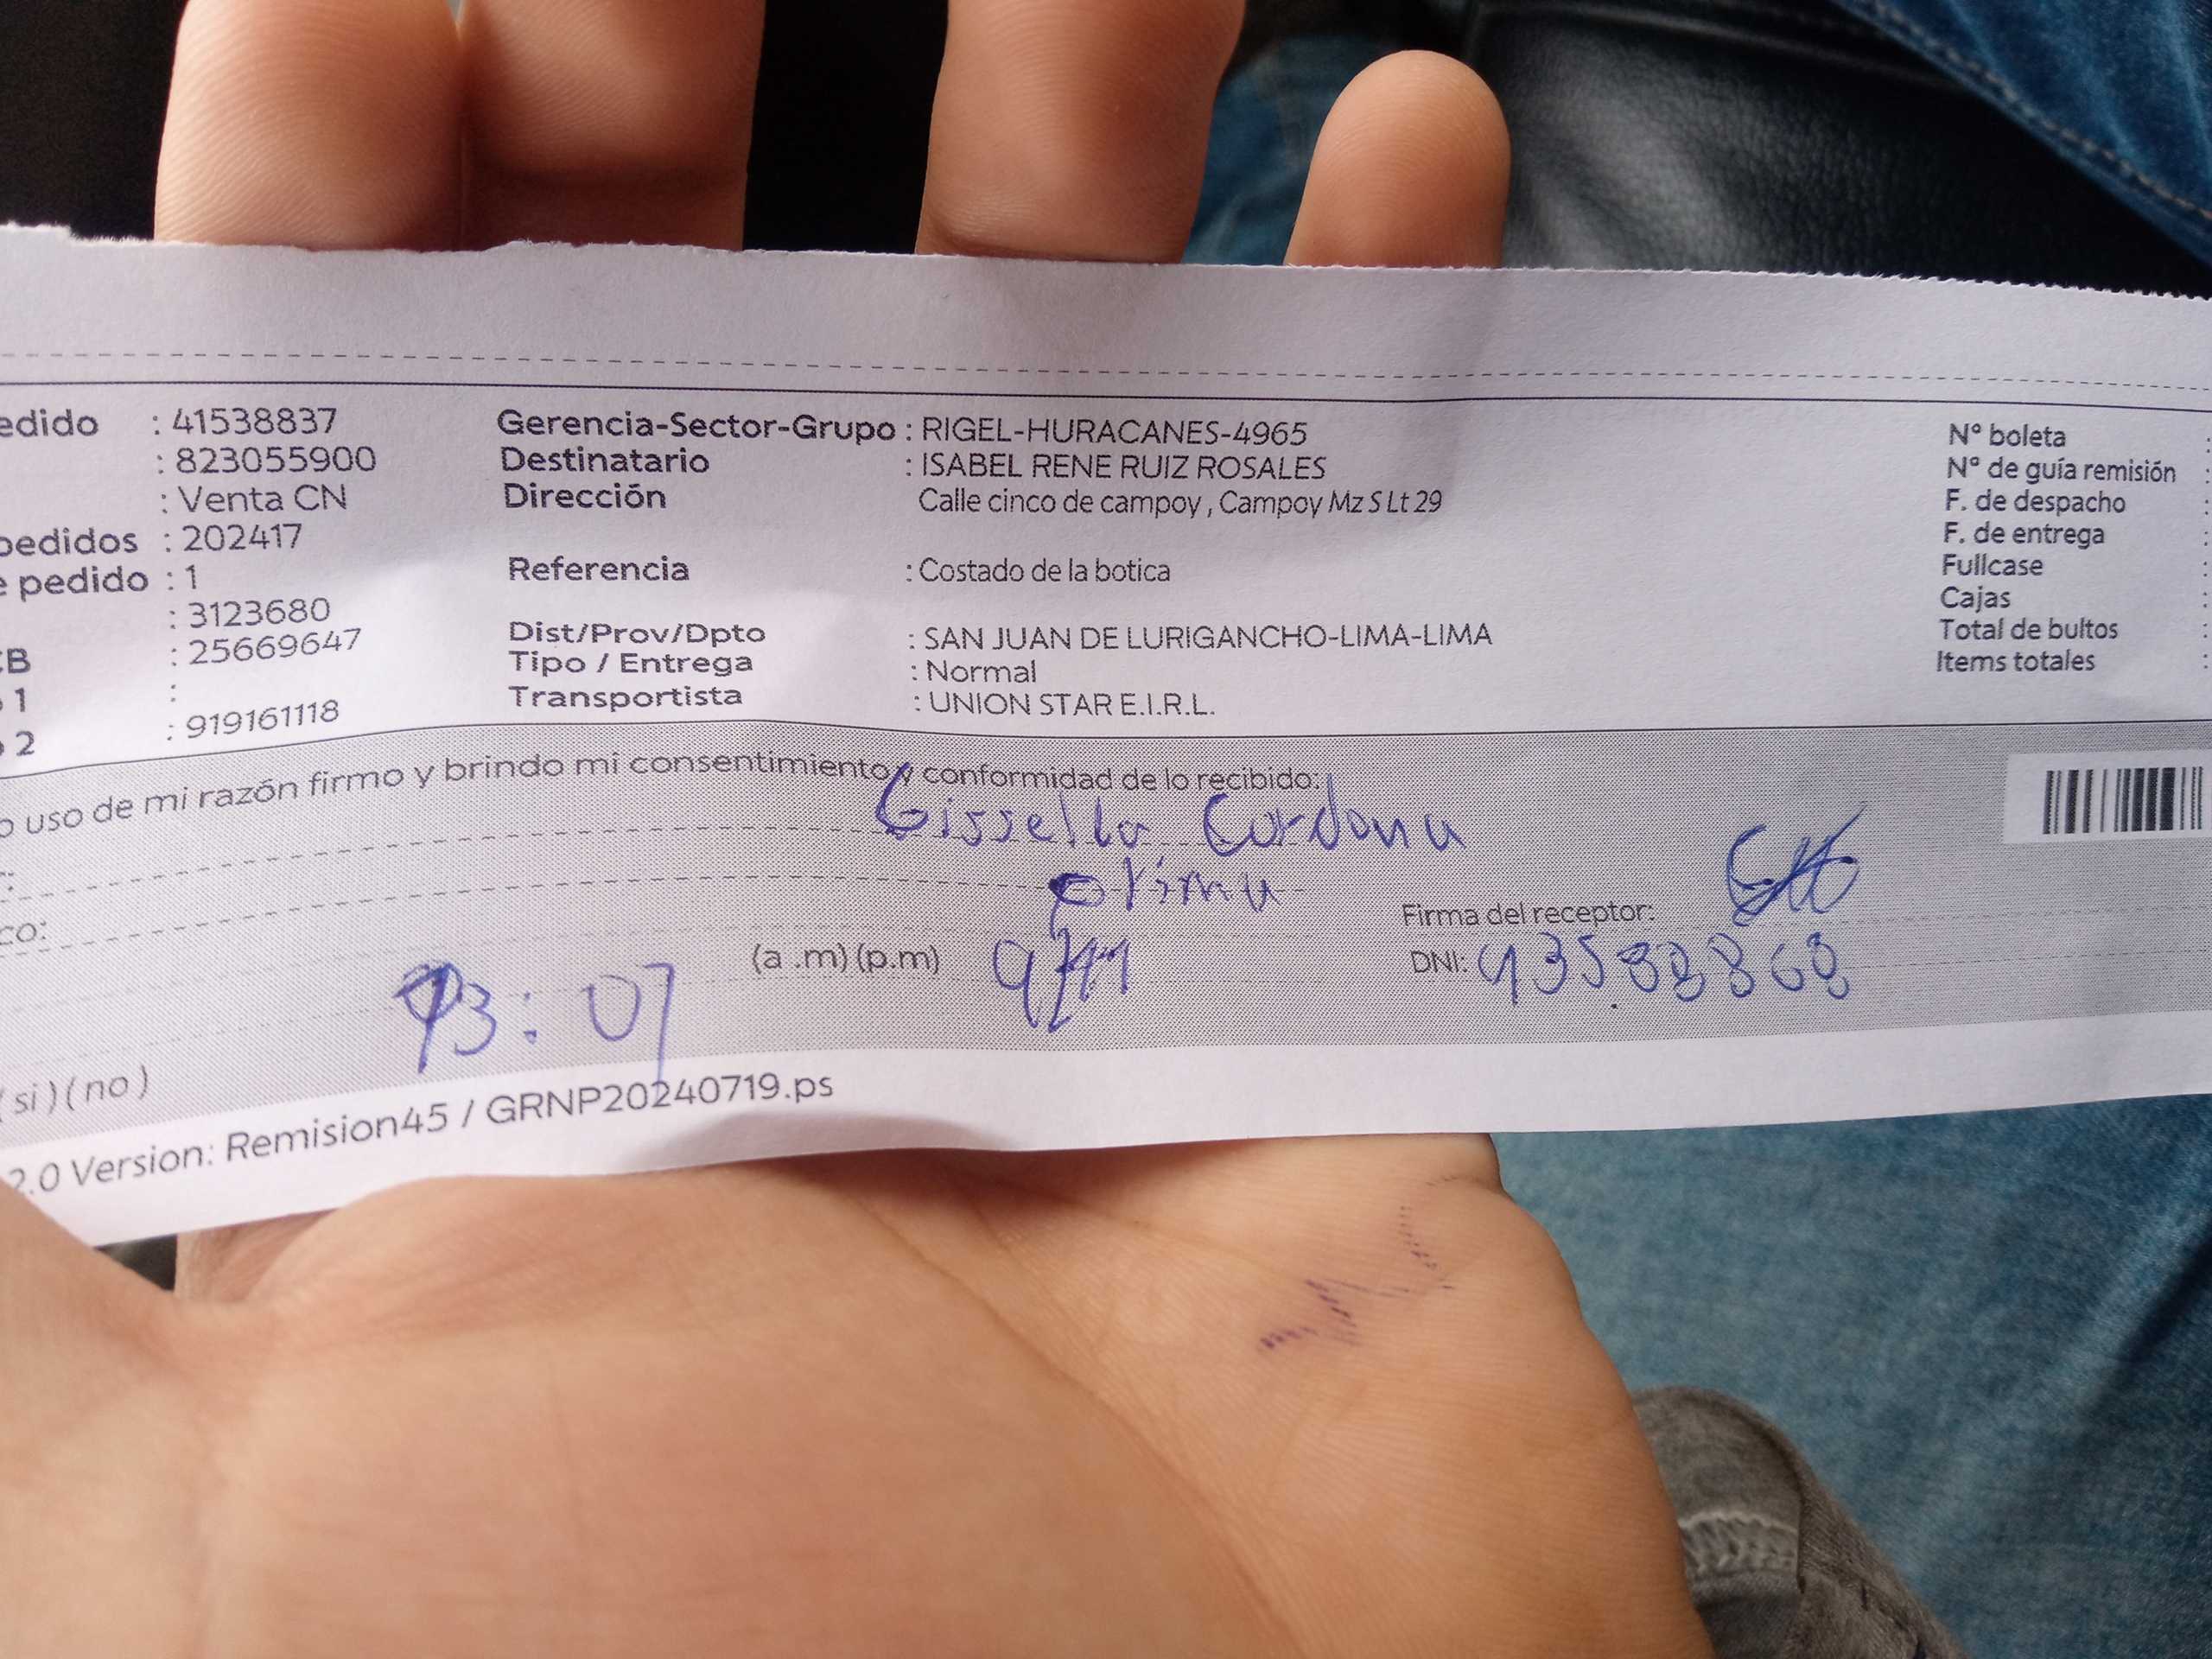 edido : 41538837
: 823055900
: Venta CN
pedidos : 202417
e pedido : 1
: 3123680
CB : 25669647
o 1 :
o 2 : 919161118
Gerencia-Sector-Grupo : RIGEL-HURACANES-4965
Destinatario : ISABEL RENE RUIZ ROSALES
Dirección Calle cinco de campoy , Campoy Mz S Lt 29
Referencia : Costado de la botica
Dist/Prov/Dpto : SAN JUAN DE LURIGANCHO-LIMA-LIMA
Tipo / Entrega : Normal
Transportista : UNION STAR E.I.R.L.
N° boleta :
N° de guía remisión :
F. de despacho :
F. de entrega :
Fullcase :
Cajas :
Total de bultos :
Items totales :
o uso de mi razón firmo y brindo mi consentimiento y conformidad de lo recibido:
Gissella Cardona
co:
Firma del receptor:
13:07 (a .m) (p.m) DNI:
(si) (no)
2.0 Version: Remision45 / GRNP20240719.ps